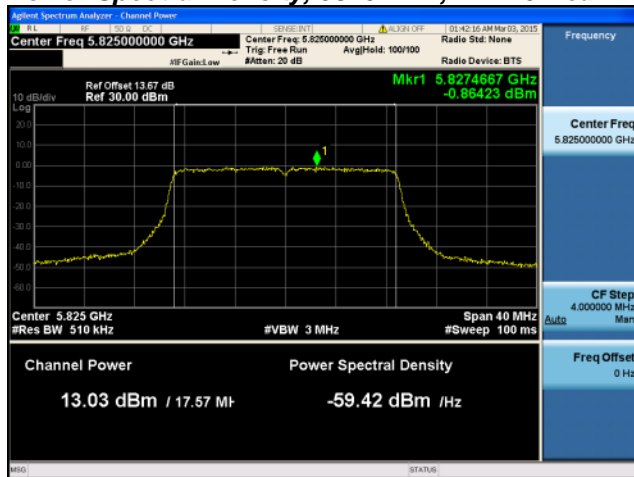 Agilent Spectrum Analyzer - Channel Power
RL RF 50 Ω DC SENSE:INT ALIGN OFF 01:42:16 AM Mar 03, 2015
Center Freq 5.825000000 GHz
Center Freq: 5.825000000 GHz Radio Std: None
Trig: Free Run Avg|Hold: 100/100
#IFGain:Low #Atten: 20 dB Radio Device: BTS
Frequency
Ref Offset 13.67 dB
Ref 30.00 dBm
Mkr1 5.8274667 GHz
-0.86423 dBm
10 dB/div
Log
20.0
10.0
0.00
-10.0
-20.0
-30.0
-40.0
-50.0
-60.0
1
Center 5.825 GHz Span 40 MHz
#Res BW 510 kHz #VBW 3 MHz #Sweep 100 ms
Channel Power Power Spectral Density
13.03 dBm / 17.57 MH -59.42 dBm /Hz
Center Freq
5.825000000 GHz
CF Step
4.000000 MHz
Auto Man
Freq Offset
0 Hz
MSG STATUS